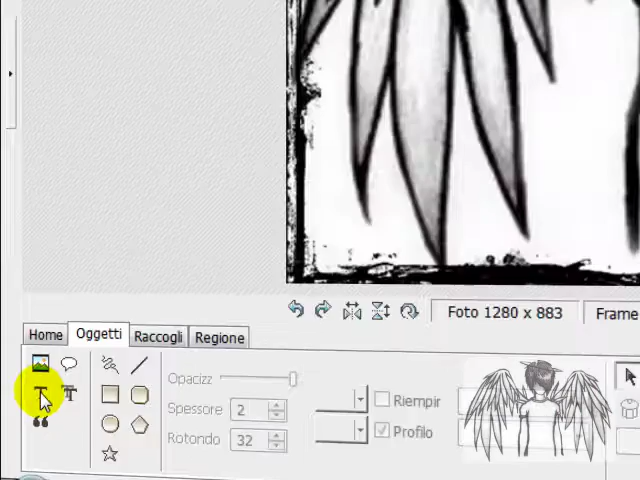 Foto 1280 x 883
Frame
Home Oggetti Raccogli Regione
Opacizz
Spessore 2 Riempir
Rotondo 32 Profilo